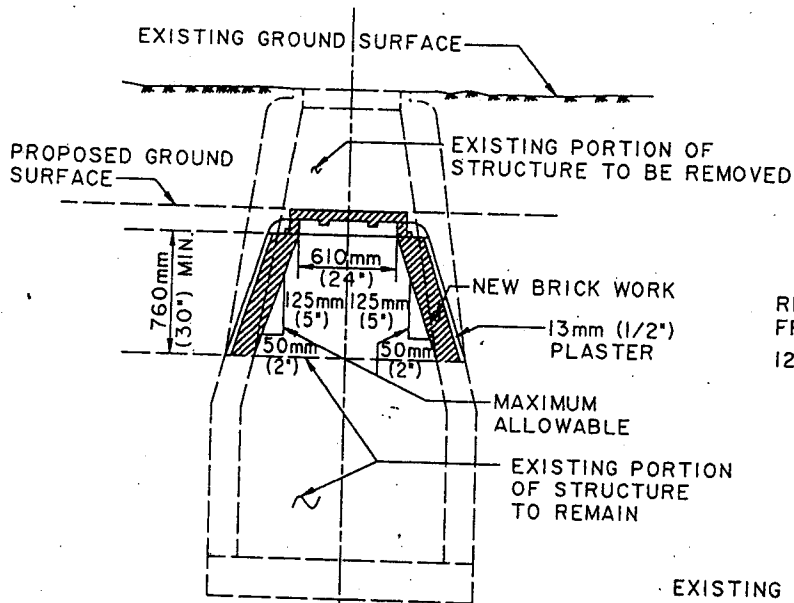 EXISTING GROUND SURFACE
EXISTING PORTION OF
STRUCTURE TO BE REMOVED
PROPOSED GROUND
SURFACE
760mm
(30") MIN.
610mm
(24")
125mm 125mm
(5") (5")
50mm 50mm
(2") (2")
NEW BRICK WORK
13mm (1/2")
PLASTER
MAXIMUM
ALLOWABLE
EXISTING PORTION
OF STRUCTURE
TO REMAIN
EXISTING